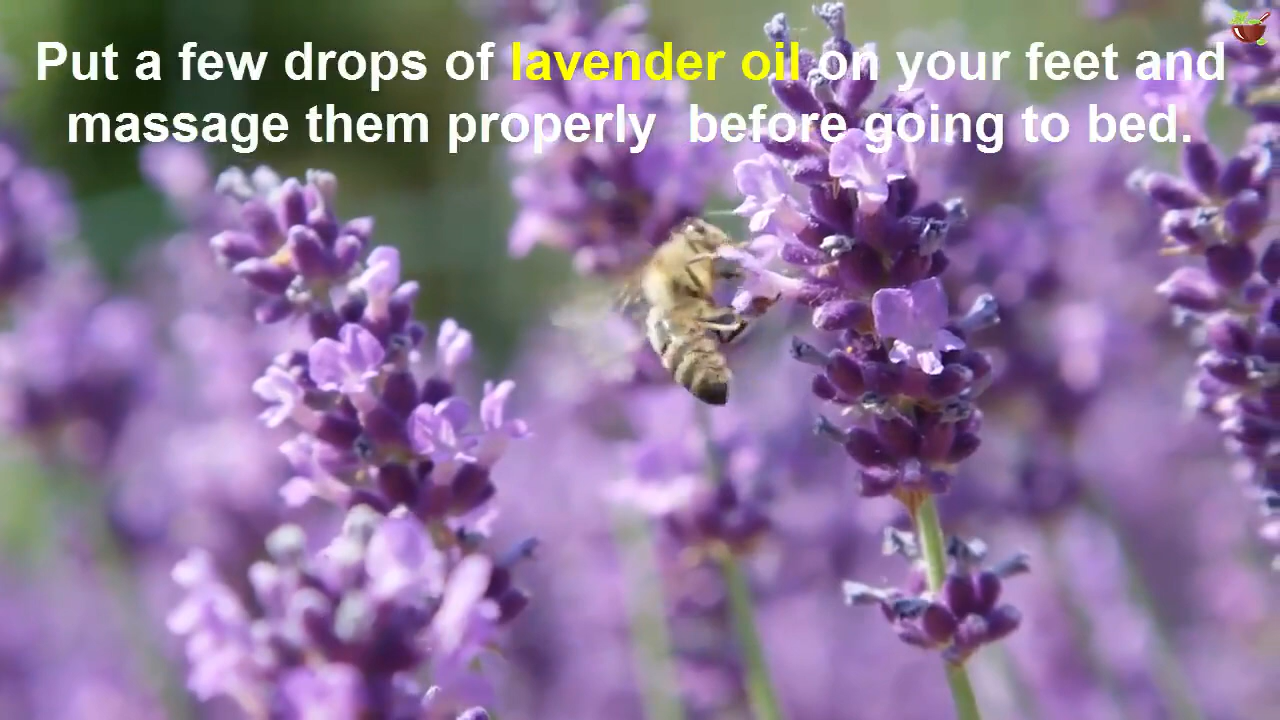 Put a few drops of lavender oil on your feet and
massage them properly  before going to bed.